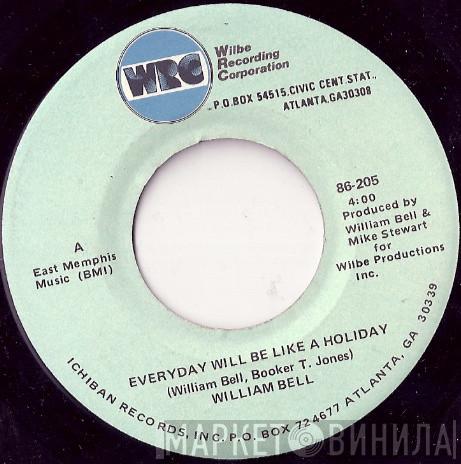 WRC
Wilbe
Recording
Corporation
P.O.BOX 54515,CIVIC CENT.STAT.,
ATLANTA,GA30308
86-205
4:00
Produced by
William Bell &
Mike Stewart
for
Wilbe Productions
Inc.
A
East Memphis
Music (BMI)
EVERYDAY WILL BE LIKE A HOLIDAY
(William Bell, Booker T. Jones)
WILLIAM BELL
ICHIBAN RECORDS, INC. P.O. BOX 724677 ATLANTA, GA 30339
МАРКЕТ ВИНИЛА